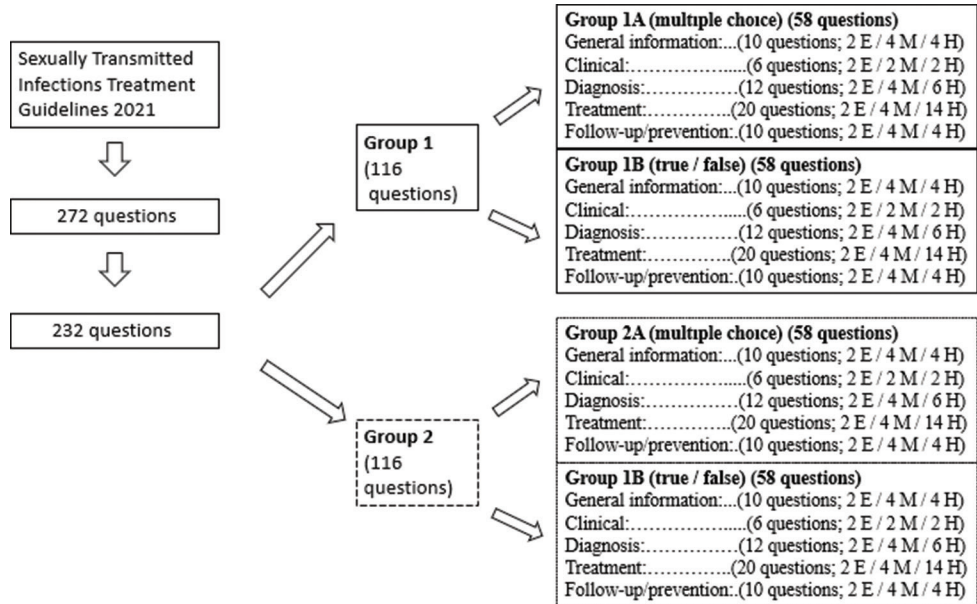 Sexually Transmitted
Infections Treatment
Guidelines 2021
272 questions
232 questions
Group 1
(116
questions)
Group 2
(116
questions)
Group 1A (multiple choice) (58 questions)
General information:...(10 questions; 2 E / 4 M / 4 H)
Clinical:……………......(6 questions; 2 E / 2 M / 2 H)
Diagnosis:……………(12 questions; 2 E / 4 M / 6 H)
Treatment:…………..(20 questions; 2 E / 4 M / 14 H)
Follow-up/prevention:.(10 questions; 2 E / 4 M / 4 H)
Group 1B (true / false) (58 questions)
General information:...(10 questions; 2 E / 4 M / 4 H)
Clinical:……………......(6 questions; 2 E / 2 M / 2 H)
Diagnosis:……………(12 questions; 2 E / 4 M / 6 H)
Treatment:…………..(20 questions; 2 E / 4 M / 14 H)
Follow-up/prevention:.(10 questions; 2 E / 4 M / 4 H)
Group 2A (multiple choice) (58 questions)
General information:...(10 questions; 2 E / 4 M / 4 H)
Clinical:……………......(6 questions; 2 E / 2 M / 2 H)
Diagnosis:……………(12 questions; 2 E / 4 M / 6 H)
Treatment:…………..(20 questions; 2 E / 4 M / 14 H)
Follow-up/prevention:.(10 questions; 2 E / 4 M / 4 H)
Group 1B (true / false) (58 questions)
General information:...(10 questions; 2 E / 4 M / 4 H)
Clinical:……………......(6 questions; 2 E / 2 M / 2 H)
Diagnosis:……………(12 questions; 2 E / 4 M / 6 H)
Treatment:…………..(20 questions; 2 E / 4 M / 14 H)
Follow-up/prevention:.(10 questions; 2 E / 4 M / 4 H)